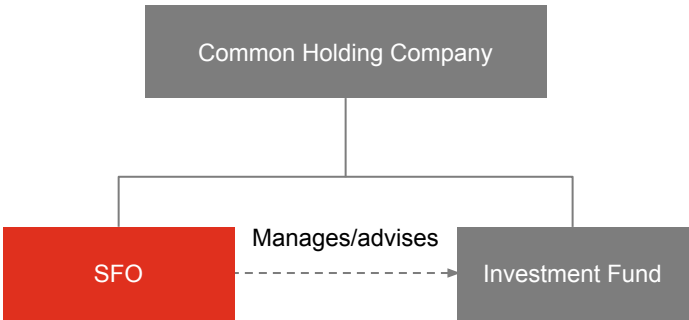 Common Holding Company
Manages/advises
SFO
Investment Fund